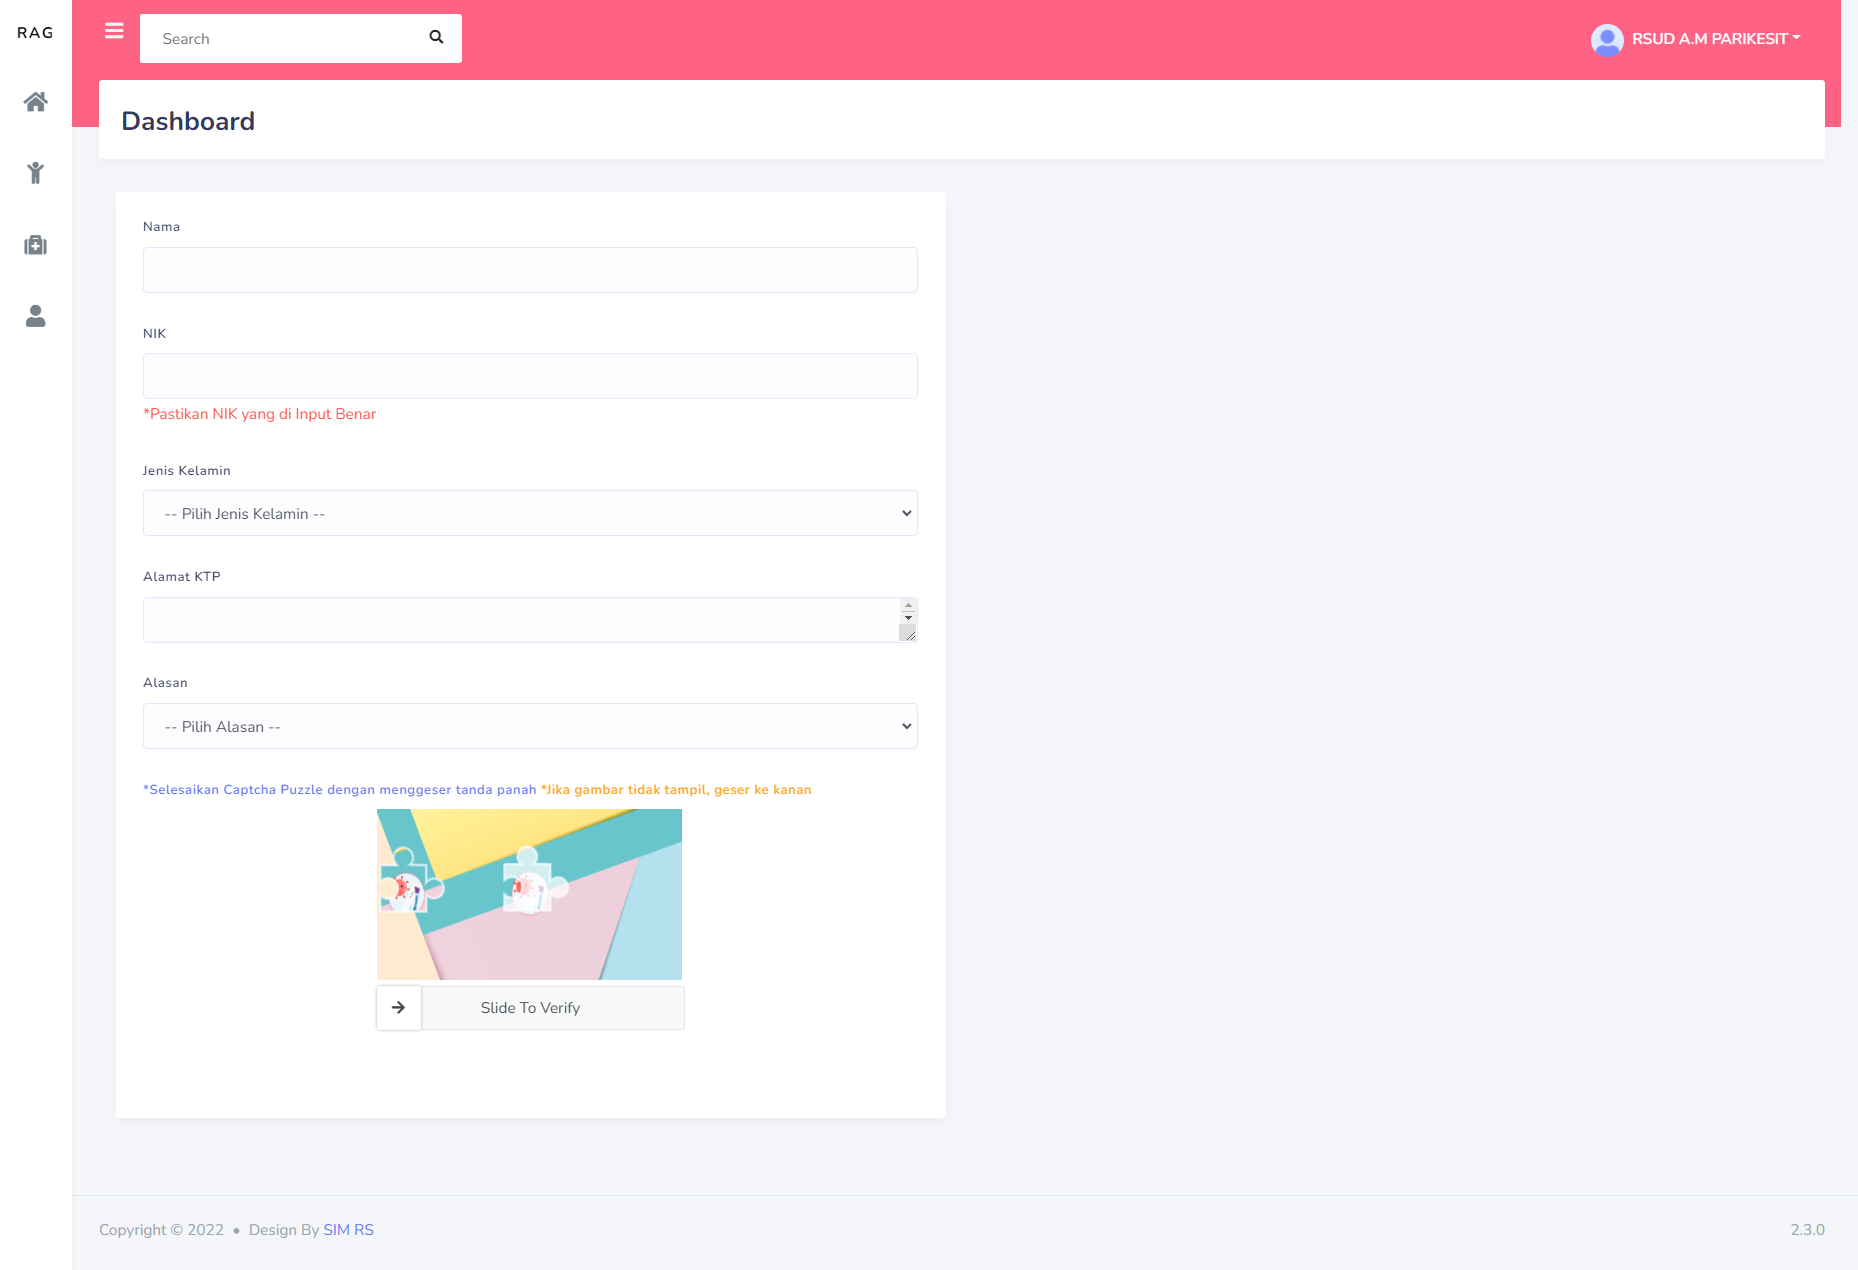 RAG
Search
RSUD A.M PARIKESIT
Dashboard
Nama
NIK
*Pastikan NIK yang di Input Benar
Jenis Kelamin
-- Pilih Jenis Kelamin --
Alamat KTP
Alasan
-- Pilih Alasan --
*Selesaikan Captcha Puzzle dengan menggeser tanda panah *Jika gambar tidak tampil, geser ke kanan
Slide To Verify
Copyright © 2022 • Design By SIM RS
2.3.0